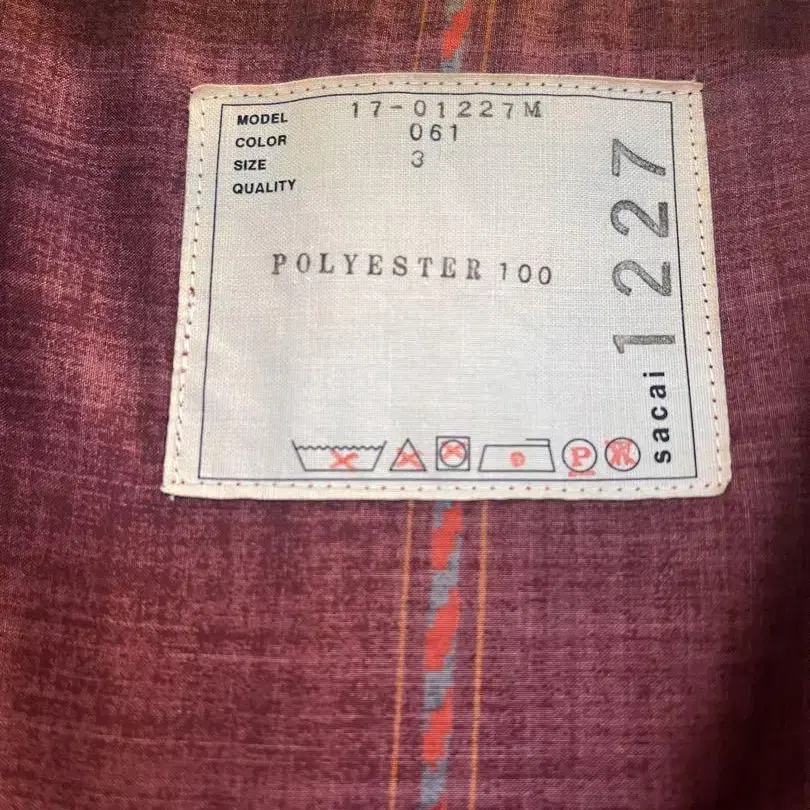 MODEL 17-01227M
COLOR 061
SIZE 3
QUALITY
POLYESTER 100
P
sacai 1227